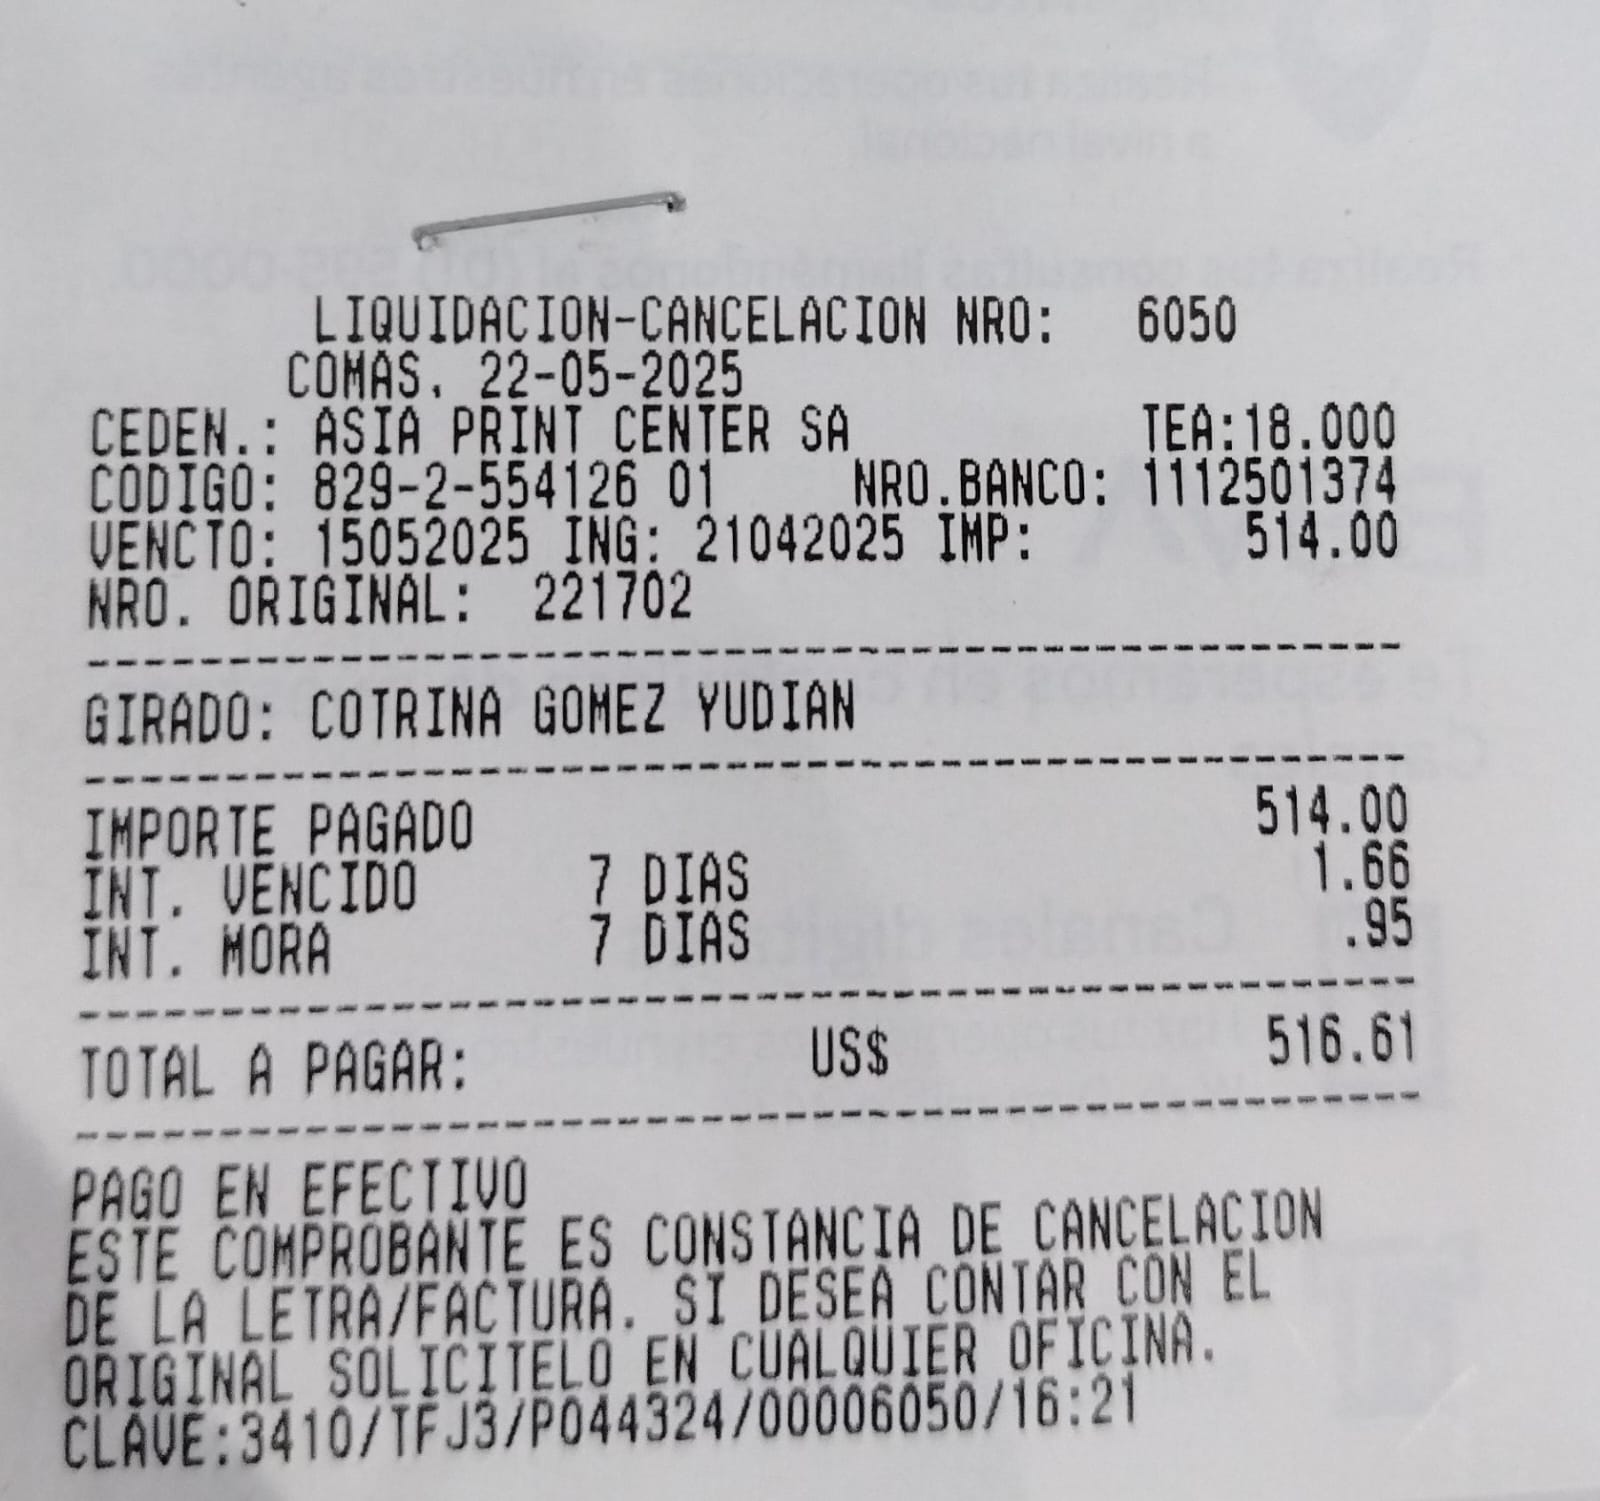 LIQUIDACION-CANCELACION NRO: 6050
COMAS. 22-05-2025
CEDEN.: ASIA PRINT CENTER SA TEA:18.000
CODIGO: 829-2-554126 01 NRO.BANCO: 1112501374
VENCTO: 15052025 ING: 21042025 IMP: 514.00
NRO. ORIGINAL: 221702
GIRADO: COTRINA GOMEZ YUDIAN
IMPORTE PAGADO 514.00
INT. VENCIDO 7 DIAS 1.66
INT. MORA 7 DIAS .95
TOTAL A PAGAR: US$ 516.61
PAGO EN EFECTIVO
ESTE COMPROBANTE ES CONSTANCIA DE CANCELACION
DE LA LETRA/FACTURA. SI DESEA CONTAR CON EL
ORIGINAL SOLICITELO EN CUALQUIER OFICINA.
CLAVE:3410/TFJ3/P044324/00006050/16:21